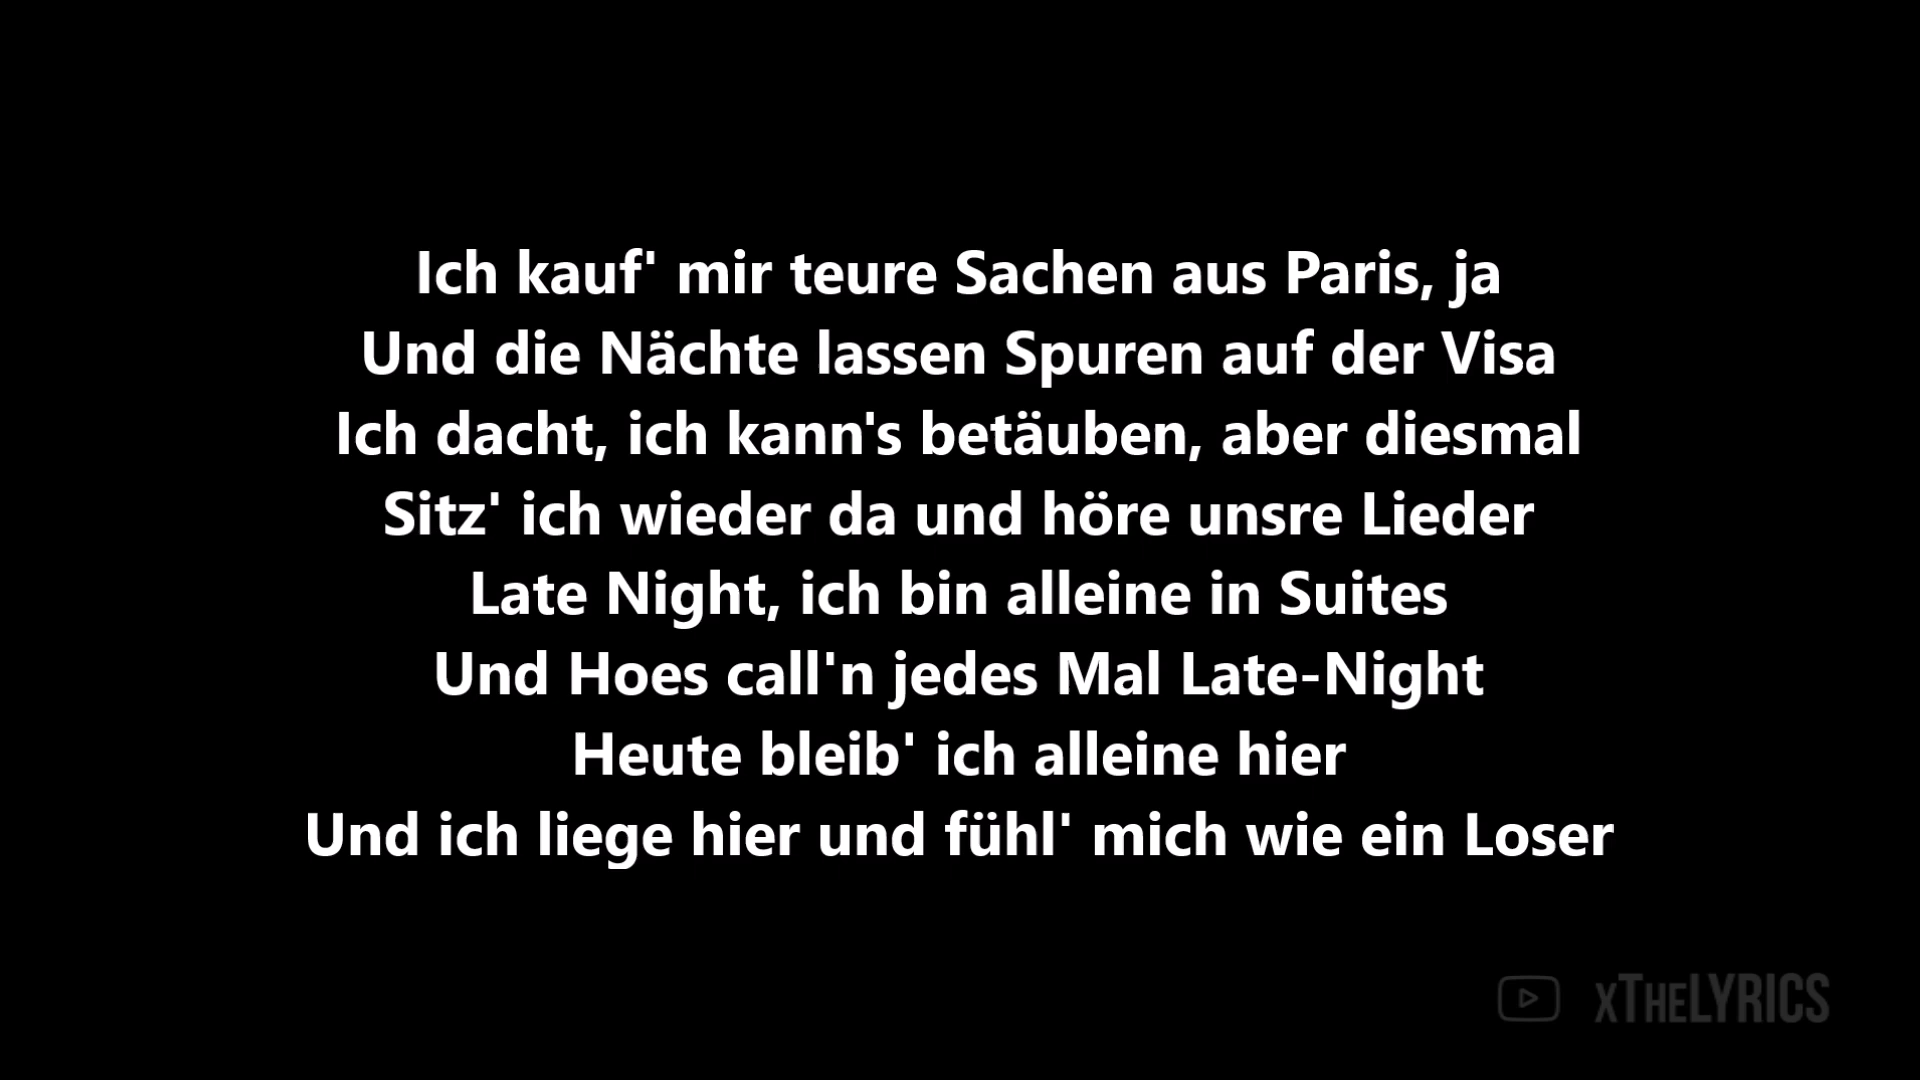 Ich kauf' mir teure Sachen aus Paris, ja
Und die Nächte lassen Spuren auf der Visa
Ich dacht, ich kann's betäuben, aber diesmal
Sitz' ich wieder da und höre unsre Lieder
Late Night, ich bin alleine in Suites
Und Hoes call'n jedes Mal Late-Night
Heute bleib' ich alleine hier
Und ich liege hier und fühl' mich wie ein Loser
xTheLYRICS